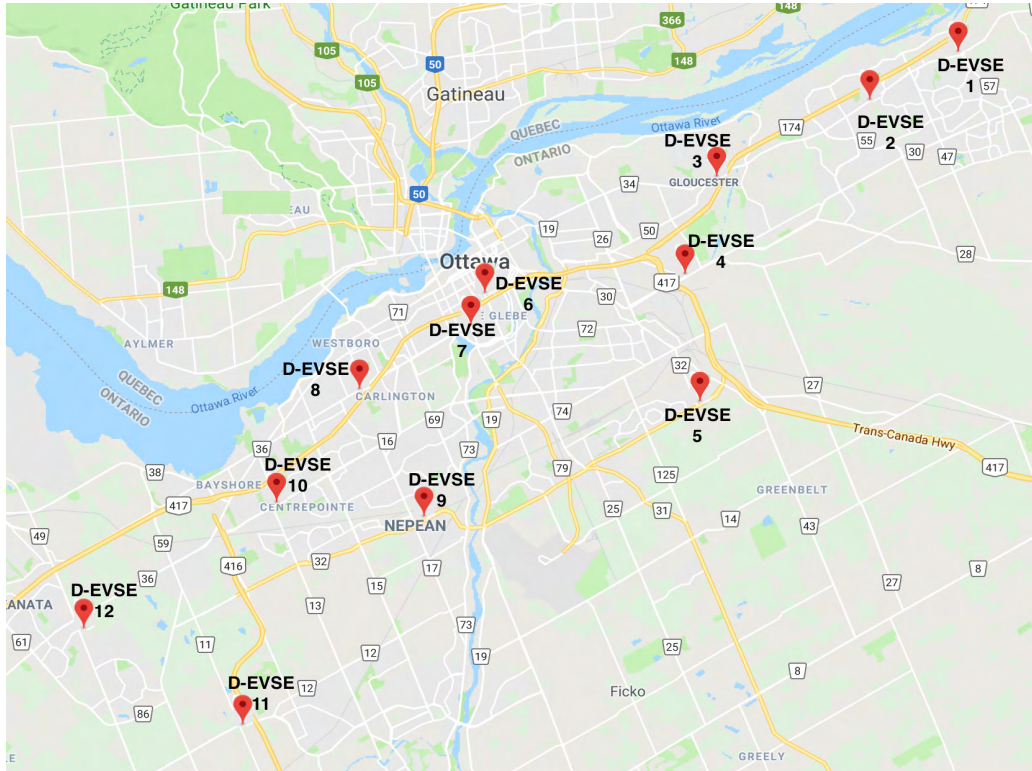 Gatineau Park
148
366
105
50
148
105
Gatineau
D-EVSE
1
57
QUEBEC
ONTARIO
Ottawa River
174
D-EVSE
2
55
30
47
D-EVSE
3
GLOUCESTER
34
50
EAU
19
26
50
D-EVSE
4
28
417
Ottawa
D-EVSE
6
30
148
71
GLEBE
D-EVSE
7
72
AYLMER
WESTBORO
QUEBEC
ONTARIO
Ottawa River
D-EVSE
8
CARLINGTON
32
27
D-EVSE
5
69
19
74
Trans-Canada Hwy
36
16
73
38
D-EVSE
10
BAYSHORE
417
CENTREPOINTE
D-EVSE
9
NEPEAN
79
125
417
GREENBELT
25
31
14
43
49
59
416
32
17
36
15
8
27
ANATA
D-EVSE
12
13
61
11
73
12
19
25
8
D-EVSE
11
12
Ficko
86
GREELY